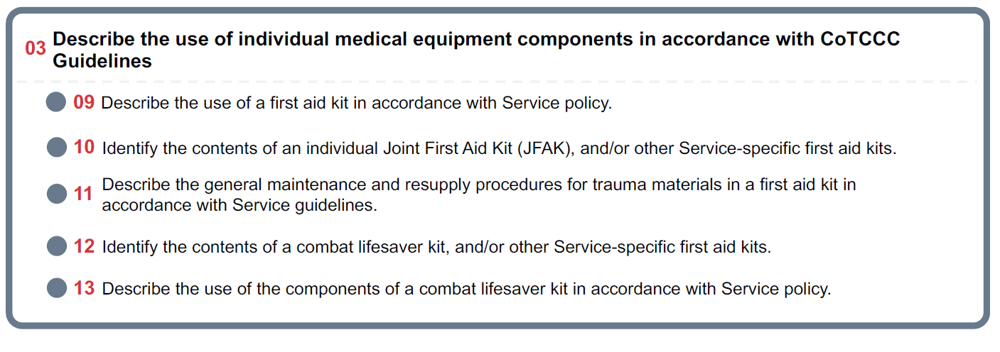 03 Describe the use of individual medical equipment components in accordance with CoTCCC
Guidelines
09 Describe the use of a first aid kit in accordance with Service policy.
10 Identify the contents of an individual Joint First Aid Kit (JFAK), and/or other Service-specific first aid kits.
11 Describe the general maintenance and resupply procedures for trauma materials in a first aid kit in
accordance with Service guidelines.
12 Identify the contents of a combat lifesaver kit, and/or other Service-specific first aid kits.
13 Describe the use of the components of a combat lifesaver kit in accordance with Service policy.